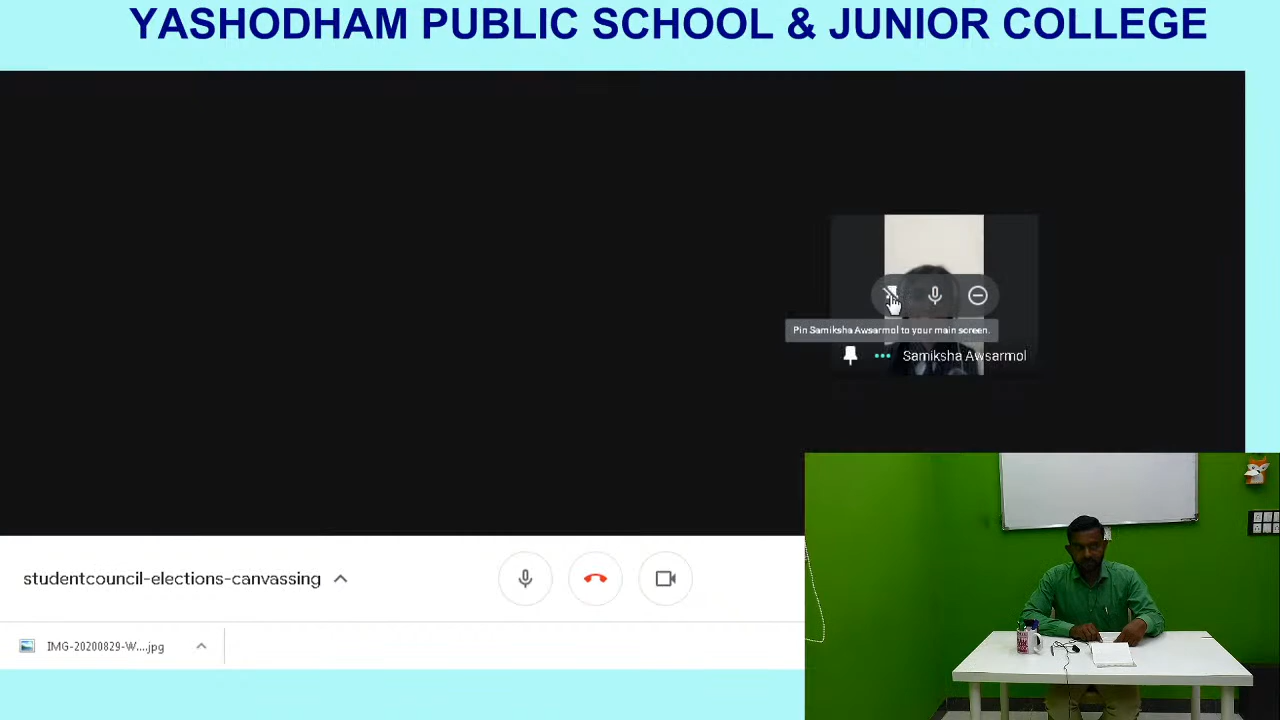 YASHODHAM PUBLIC SCHOOL & JUNIOR COLLEGE
Pin Samiksha Awsarmol to your main screen.
Samiksha Awsarmol
studentcouncil-elections-canvassing
IMG-20200829-W....jpg